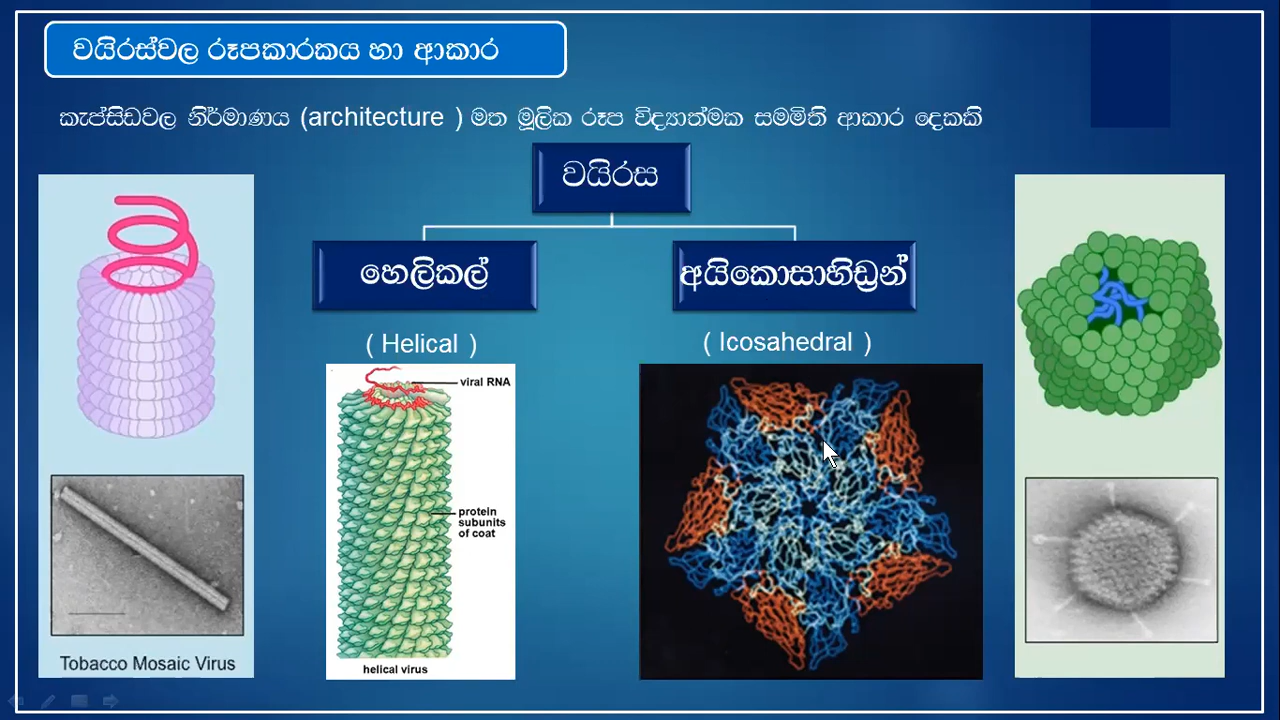 වයිරස්වල රූපකාරකය හා ආකාර
කැප්සිඩවල නිර්මාණය (architecture ) මත මූලික රූප විද්‍යාත්මක සමමිති ආකාර දෙකකි
වයිරස
හෙලිකල්
අයිකොසාහිඩ්‍රන්
( Helical )
( Icosahedral )
viral RNA
protein
subunits
of coat
helical virus
Tobacco Mosaic Virus